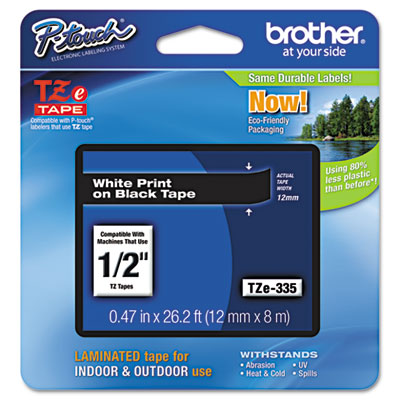 P-touch
ELECTRONIC LABELING SYSTEM
brother
at your side
TZe
TAPE
Compatible with P-touch®
labelers that use TZ tape
Same Durable Labels!
Now!
Eco-Friendly
Packaging
Using 80%
less plastic
than before*!
White Print
on Black Tape
ACTUAL
TAPE
WIDTH
12mm
Compatible With
Machines That Use
1/2"
TZ Tapes
TZe-335
0.47 in x 26.2 ft (12 mm x 8 m)
LAMINATED tape for
INDOOR & OUTDOOR use
WITHSTANDS
• Abrasion • UV
• Heat & Cold • Spills